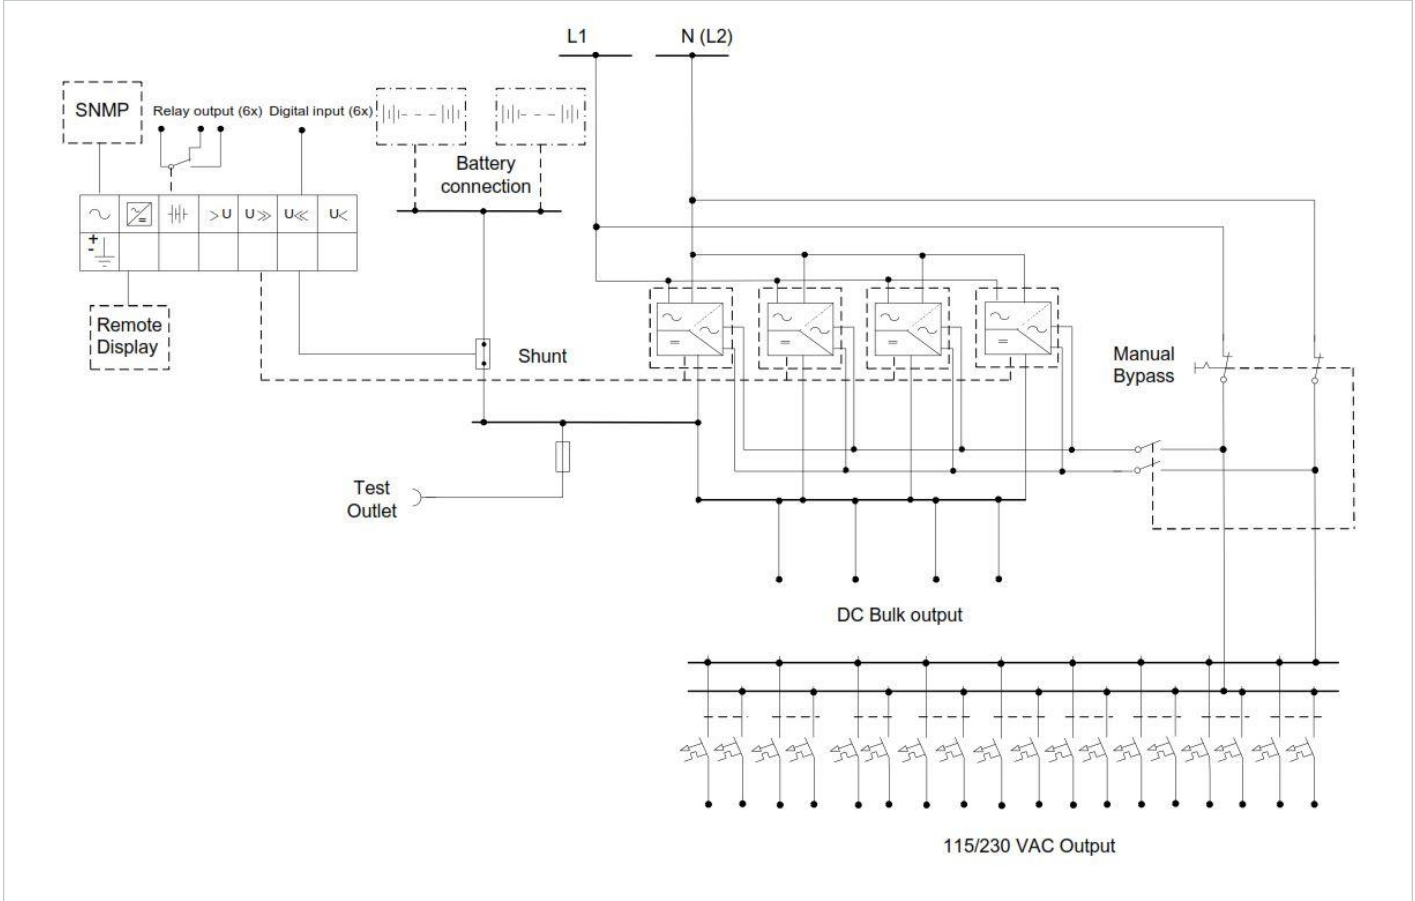 L1
N (L2)
SNMP
Relay output (6x)
Digital input (6x)
Battery
connection
>U
U>>
U<<
U<
+
-
Remote
Display
Shunt
Manual
Bypass
Test
Outlet
DC Bulk output
115/230 VAC Output